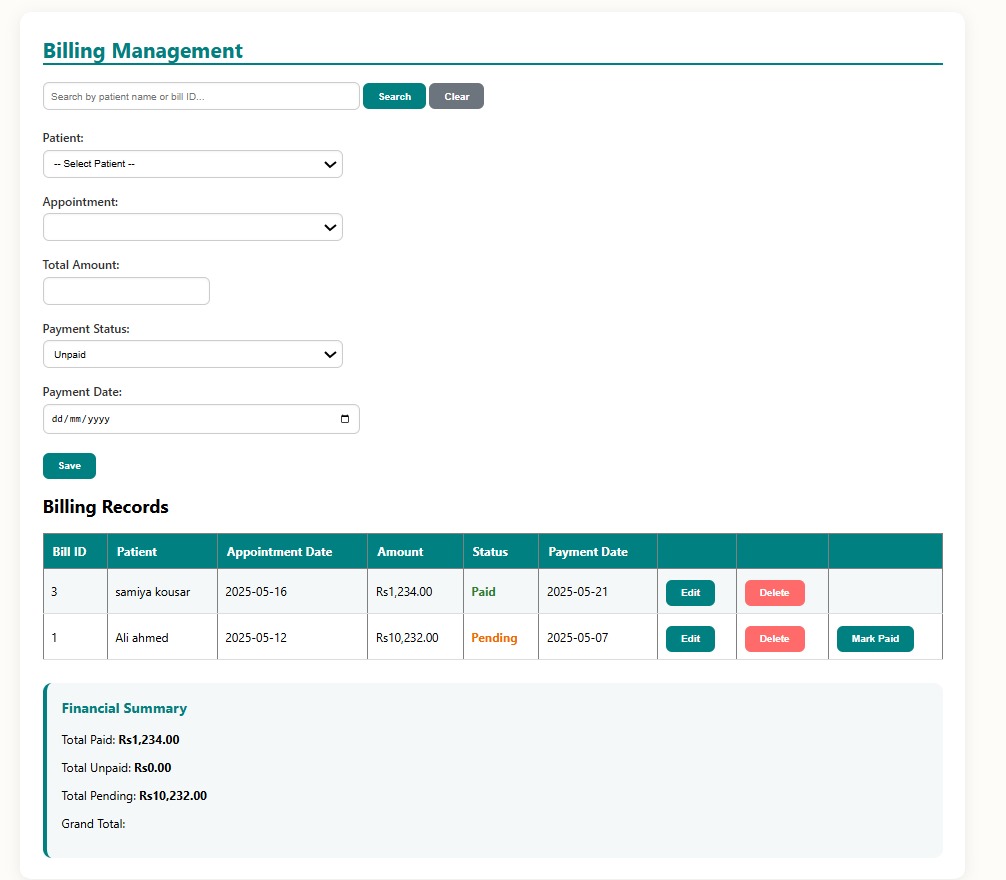 Billing Management
Search by patient name or bill ID... Search Clear
Patient:
-- Select Patient --
Appointment:
Total Amount:
Payment Status:
Unpaid
Payment Date:
dd/mm/yyyy
Save
Billing Records
Bill ID Patient Appointment Date Amount Status Payment Date
3 samiya kousar 2025-05-16 Rs1,234.00 Paid 2025-05-21 Edit Delete
1 Ali ahmed 2025-05-12 Rs10,232.00 Pending 2025-05-07 Edit Delete Mark Paid
Financial Summary
Total Paid: Rs1,234.00
Total Unpaid: Rs0.00
Total Pending: Rs10,232.00
Grand Total: